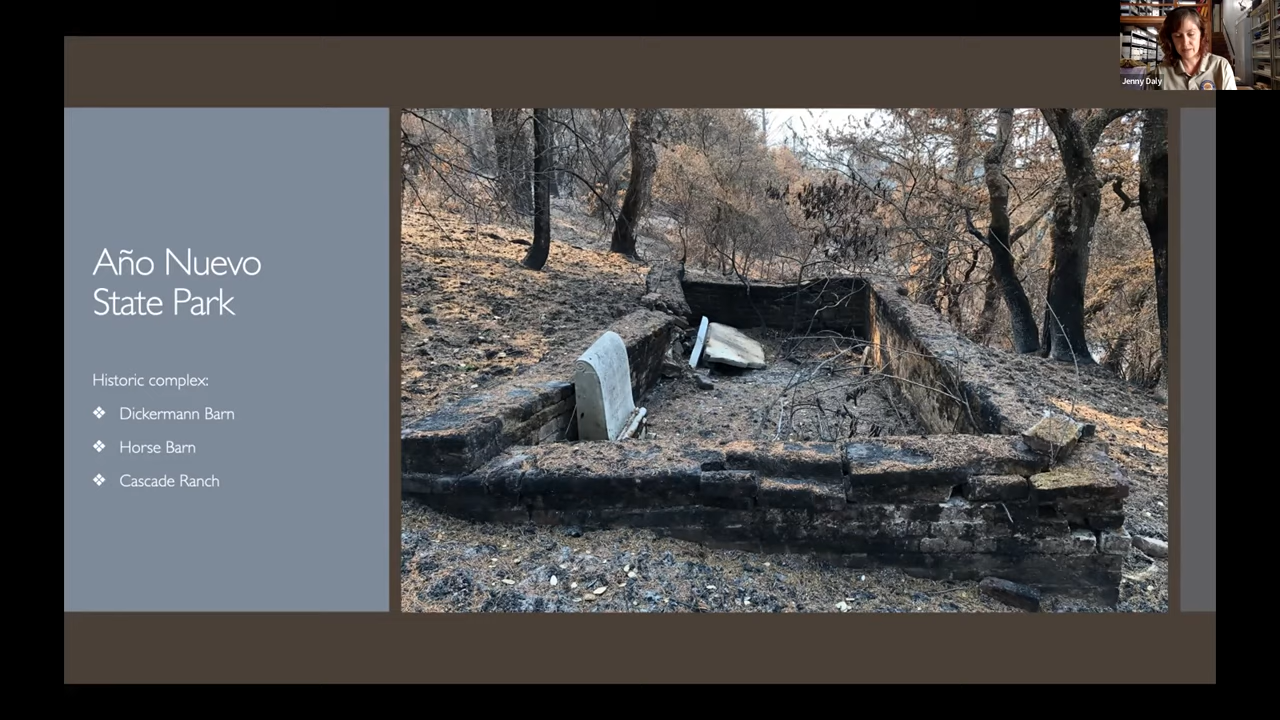 Jenny Daly
Año Nuevo
State Park
Historic complex:
❖ Dickermann Barn
❖ Horse Barn
❖ Cascade Ranch